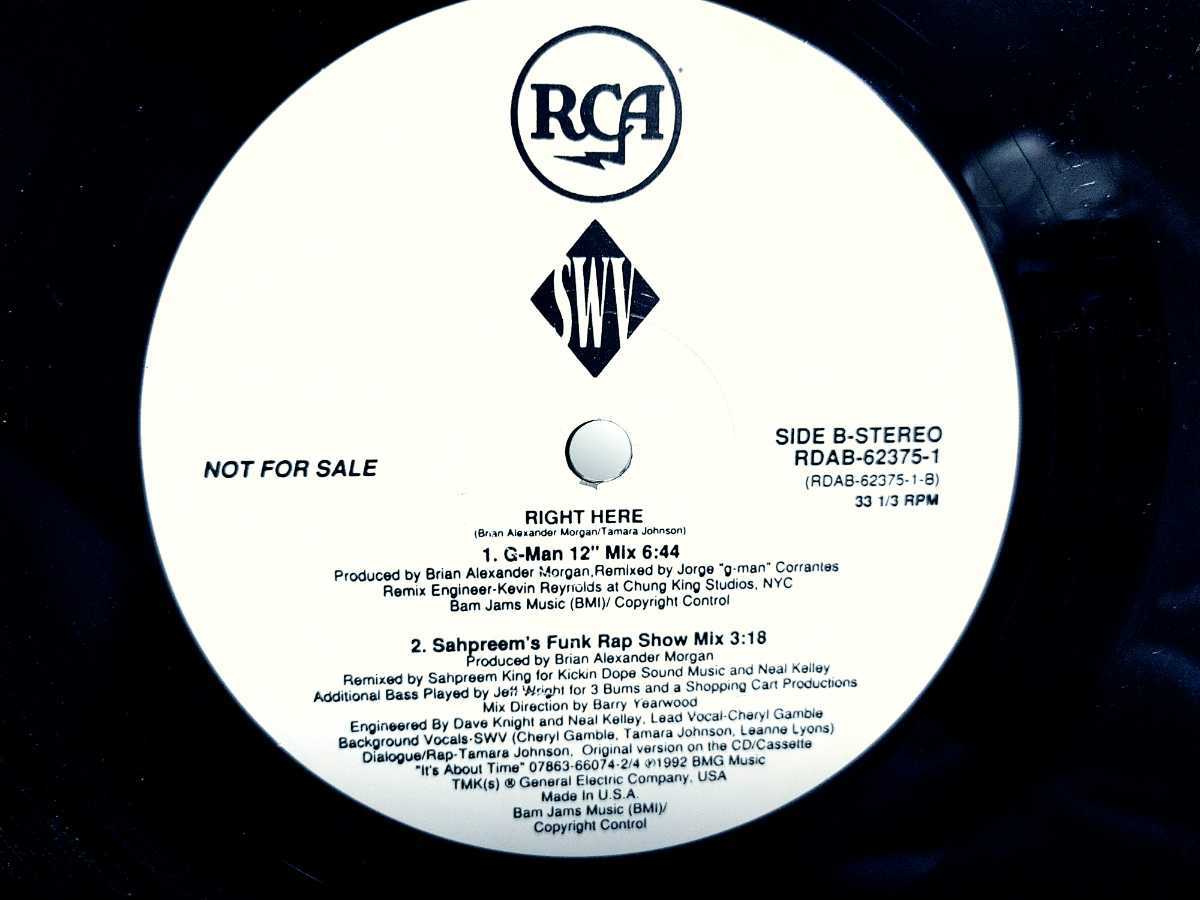 RCA
SWV
NOT FOR SALE
SIDE B-STEREO
RDAB-62375-1
(RDAB-62375-1-B)
33 1/3 RPM
RIGHT HERE
(Brian Alexander Morgan/Tamara Johnson)
1. G-Man 12" Mix 6:44
Produced by Brian Alexander Morgan,Remixed by Jorge "g-man" Corrantes
Remix Engineer-Kevin Reynolds at Chung King Studios, NYC
Bam Jams Music (BMI)/ Copyright Control
2. Sahpreem's Funk Rap Show Mix 3:18
Produced by Brian Alexander Morgan
Remixed by Sahpreem King for Kickin Dope Sound Music and Neal Kelley
Additional Bass Played by Jeff Wright for 3 Bums and a Shopping Cart Productions
Mix Direction by Barry Yearwood
Engineered By Dave Knight and Neal Kelley, Lead Vocal-Cheryl Gamble
Background Vocals-SWV (Cheryl Gamble, Tamara Johnson, Leanne Lyons)
Dialogue/Rap-Tamara Johnson, Original version on the CD/Cassette
"It's About Time" 07863-66074-2/4 ℗1992 BMG Music
TMK(s) ® General Electric Company, USA
Made In U.S.A.
Bam Jams Music (BMI)/
Copyright Control